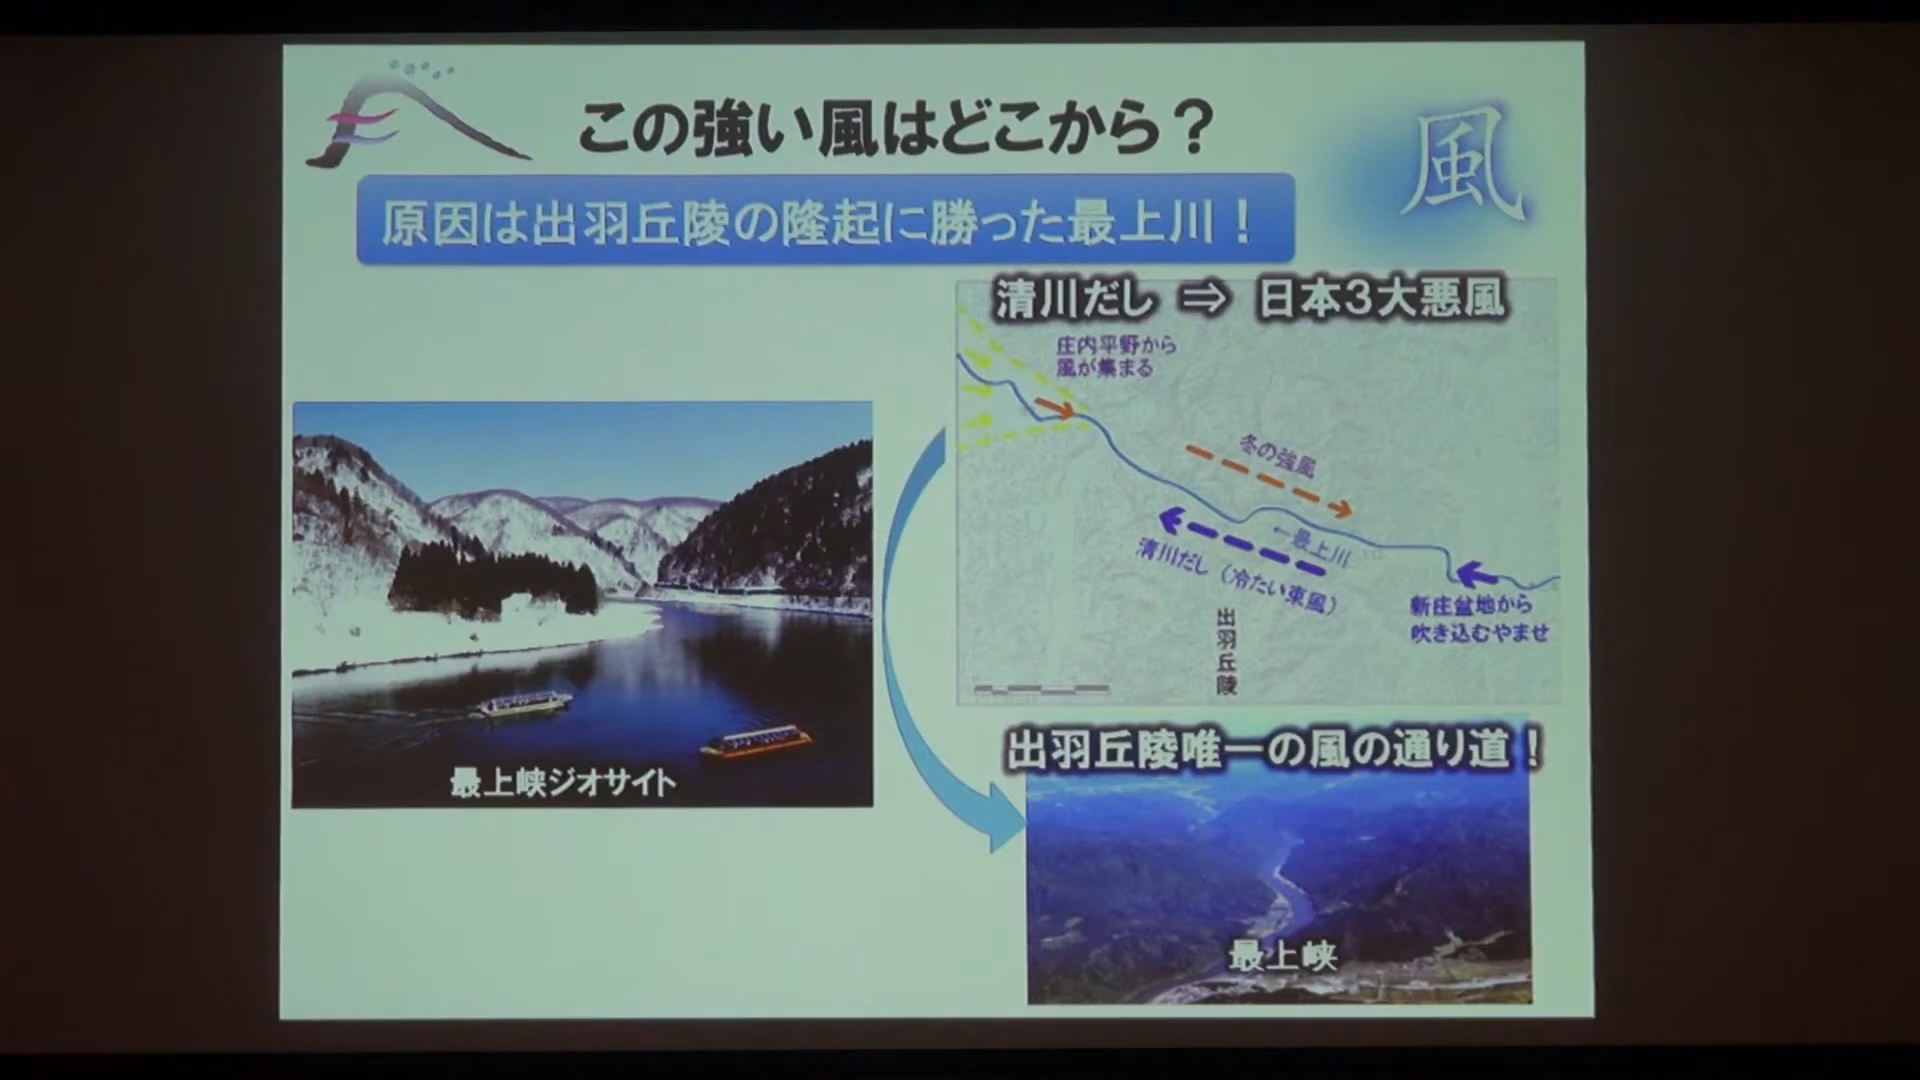 この強い風はどこから？
風
原因は出羽丘陵の隆起に勝った最上川！
清川だし ⇒ 日本3大悪風
庄内平野から
風が集まる
冬の強風
←最上川
清川だし（冷たい東風）
新庄盆地から
吹き込むやませ
出羽丘陵
最上峡ジオサイト
出羽丘陵唯一の風の通り道！
最上峡